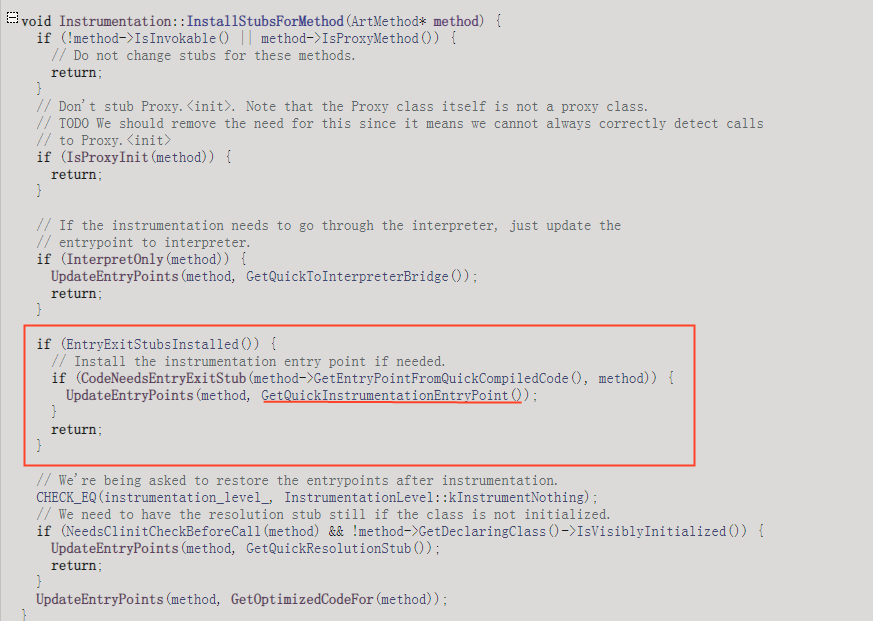 void Instrumentation::InstallStubsForMethod(ArtMethod* method) {
  if (!method->IsInvokable() || method->IsProxyMethod()) {
    // Do not change stubs for these methods.
    return;
  }
  // Don't stub Proxy.<init>. Note that the Proxy class itself is not a proxy class.
  // TODO We should remove the need for this since it means we cannot always correctly detect calls
  // to Proxy.<init>
  if (IsProxyInit(method)) {
    return;
  }

  // If the instrumentation needs to go through the interpreter, just update the
  // entrypoint to interpreter.
  if (InterpretOnly(method)) {
    UpdateEntryPoints(method, GetQuickToInterpreterBridge());
    return;
  }

  if (EntryExitStubsInstalled()) {
    // Install the instrumentation entry point if needed.
    if (CodeNeedsEntryExitStub(method->GetEntryPointFromQuickCompiledCode(), method)) {
      UpdateEntryPoints(method, GetQuickInstrumentationEntryPoint());
    }
    return;
  }

  // We're being asked to restore the entrypoints after instrumentation.
  CHECK_EQ(instrumentation_level_, InstrumentationLevel::kInstrumentNothing);
  // We need to have the resolution stub still if the class is not initialized.
  if (NeedsClinitCheckBeforeCall(method) && !method->GetDeclaringClass()->IsVisiblyInitialized()) {
    UpdateEntryPoints(method, GetQuickResolutionStub());
    return;
  }
  UpdateEntryPoints(method, GetOptimizedCodeFor(method));
}